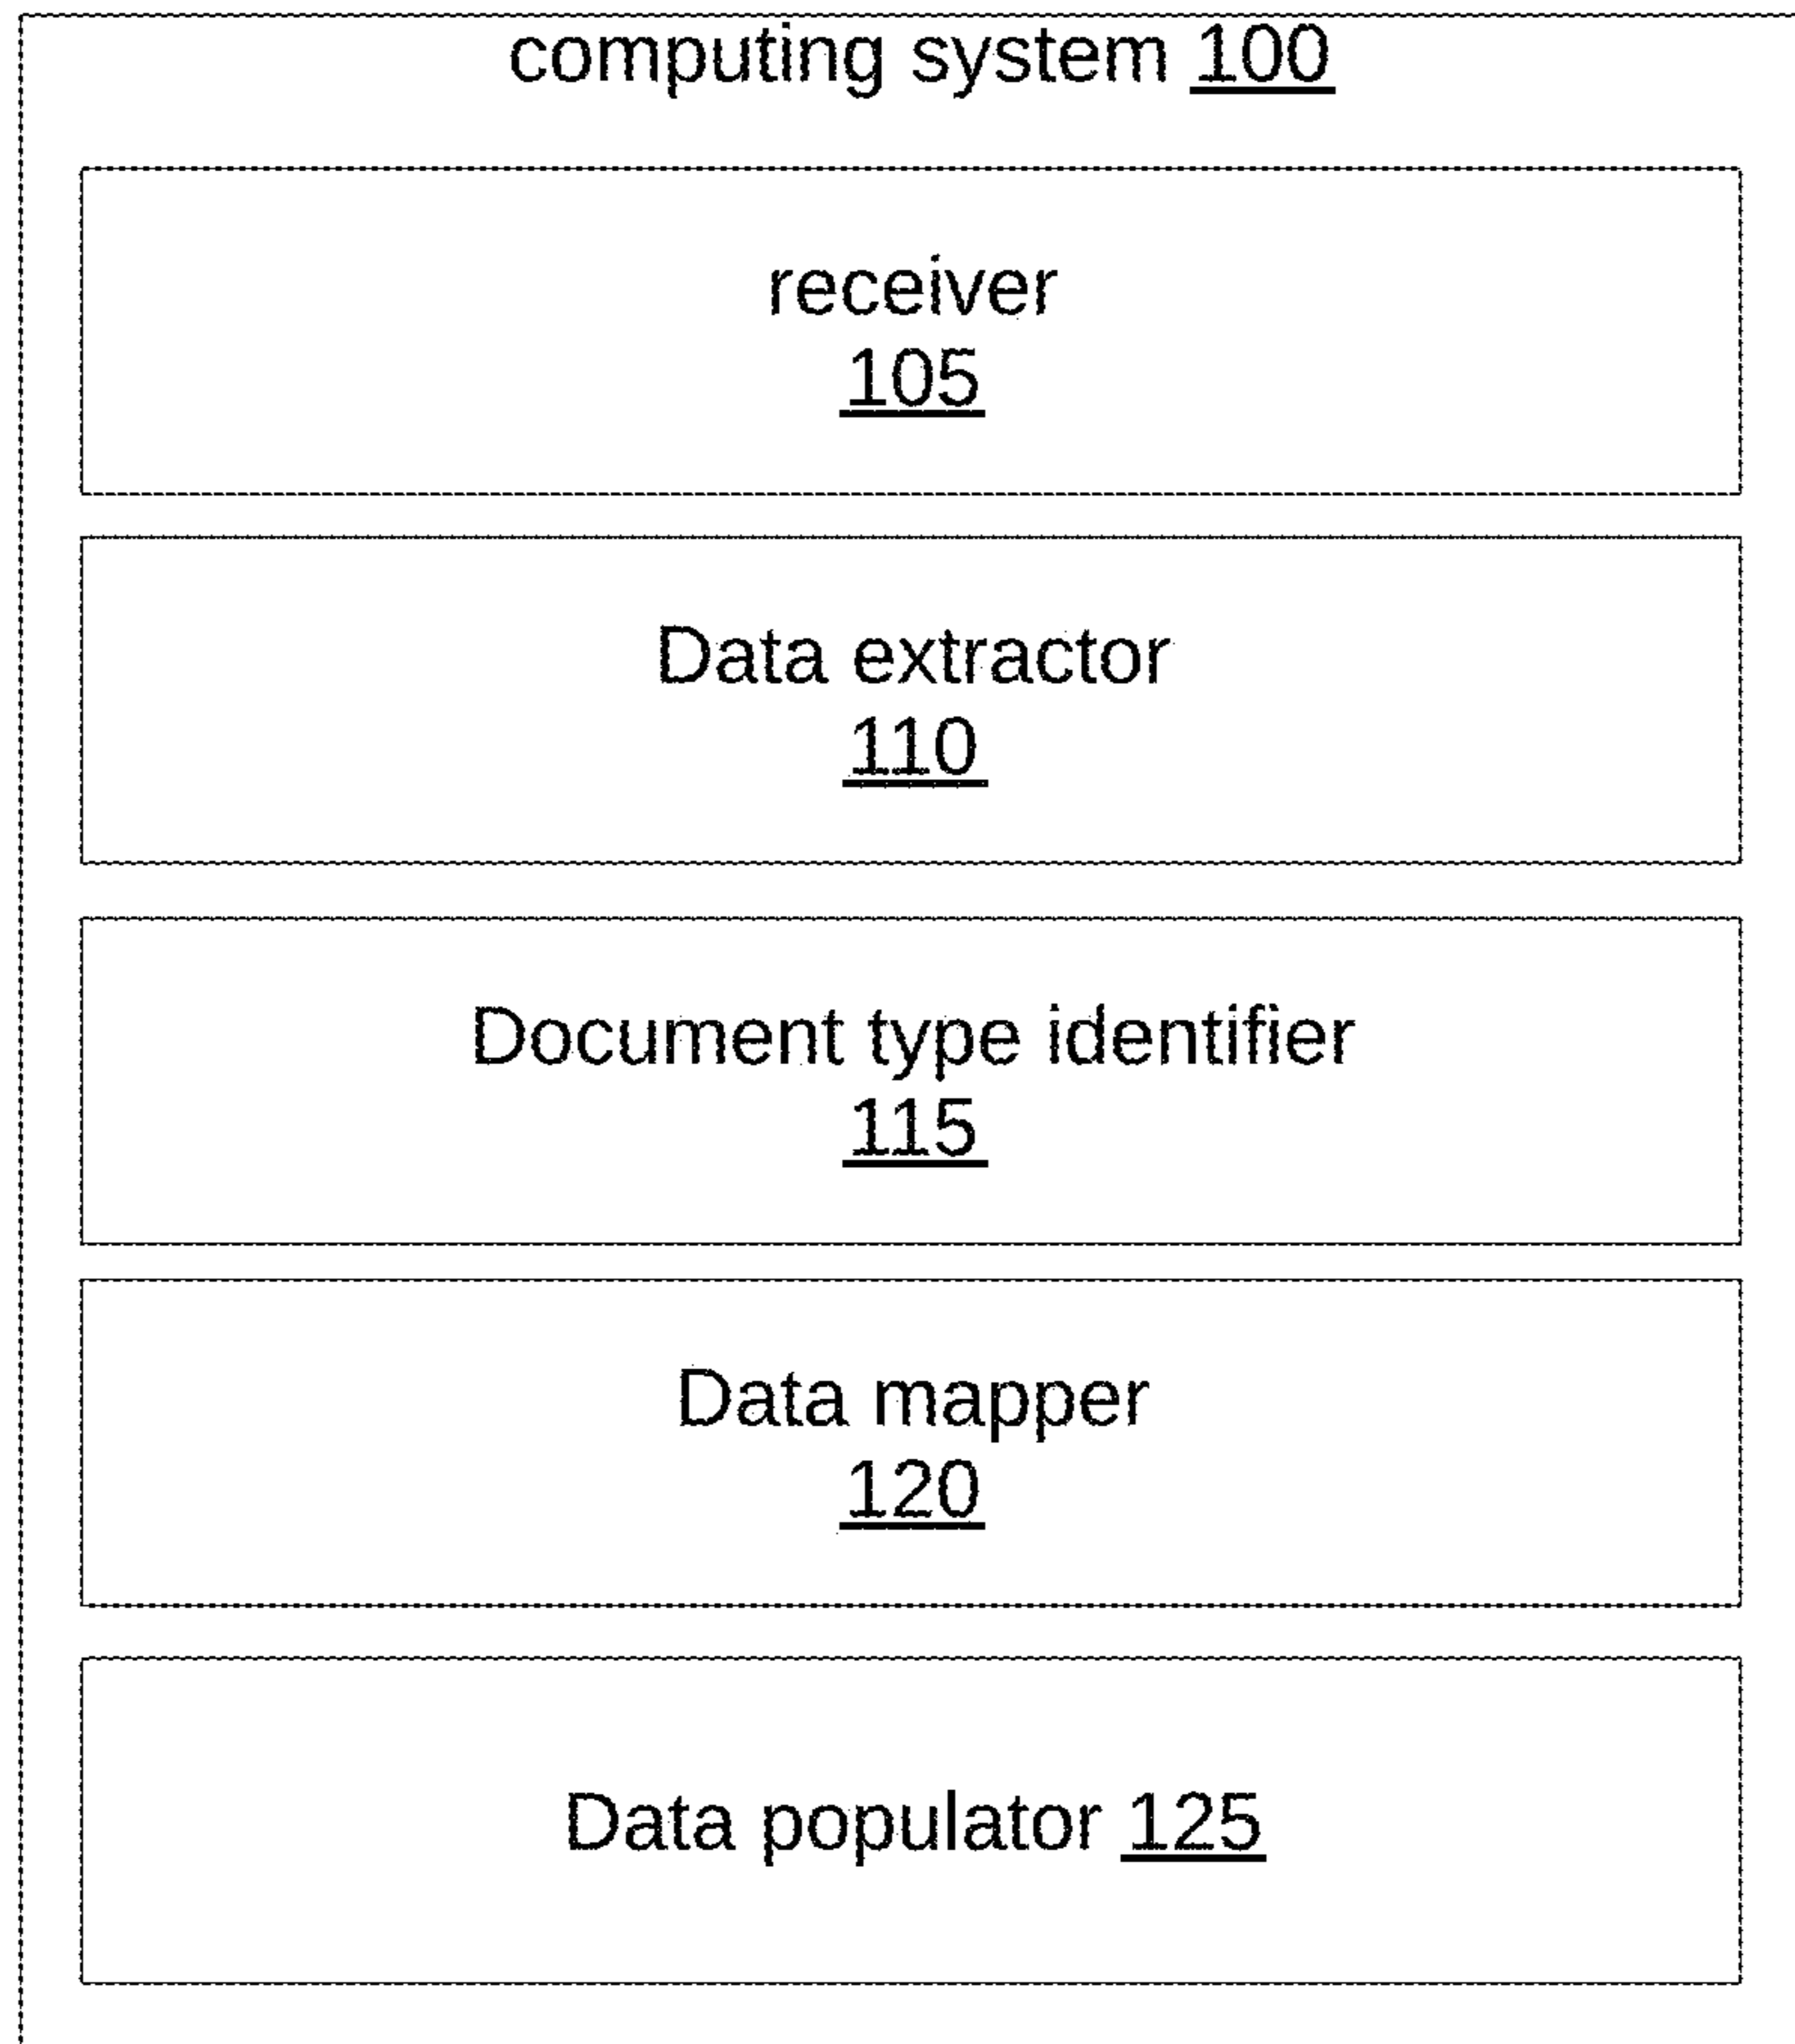 computing system 100
receiver
105
Data extractor
110
Document type identifier
115
Data mapper
120
Data populator 125